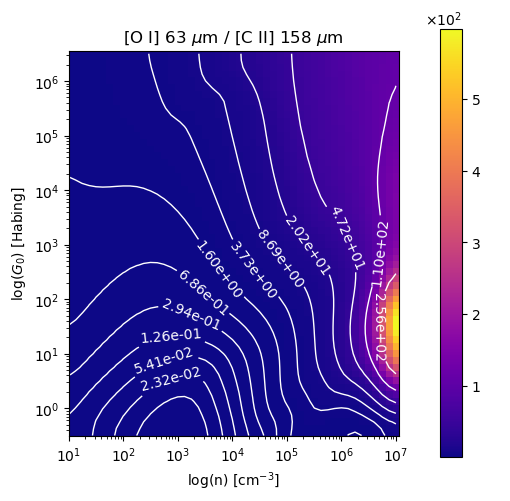 ×10²
[O I] 63 μm / [C II] 158 μm
10⁶
10⁵
10⁴
10³
10²
10¹
10⁰
log(G₀) [Habing]
1.60e+00
3.73e+00
8.69e+00
2.02e+01
4.72e+01
1.10e+02
2.56e+02
6.86e-01
2.94e-01
1.26e-01
5.41e-02
2.32e-02
10¹ 10² 10³ 10⁴ 10⁵ 10⁶ 10⁷
log(n) [cm⁻³]
5
4
3
2
1